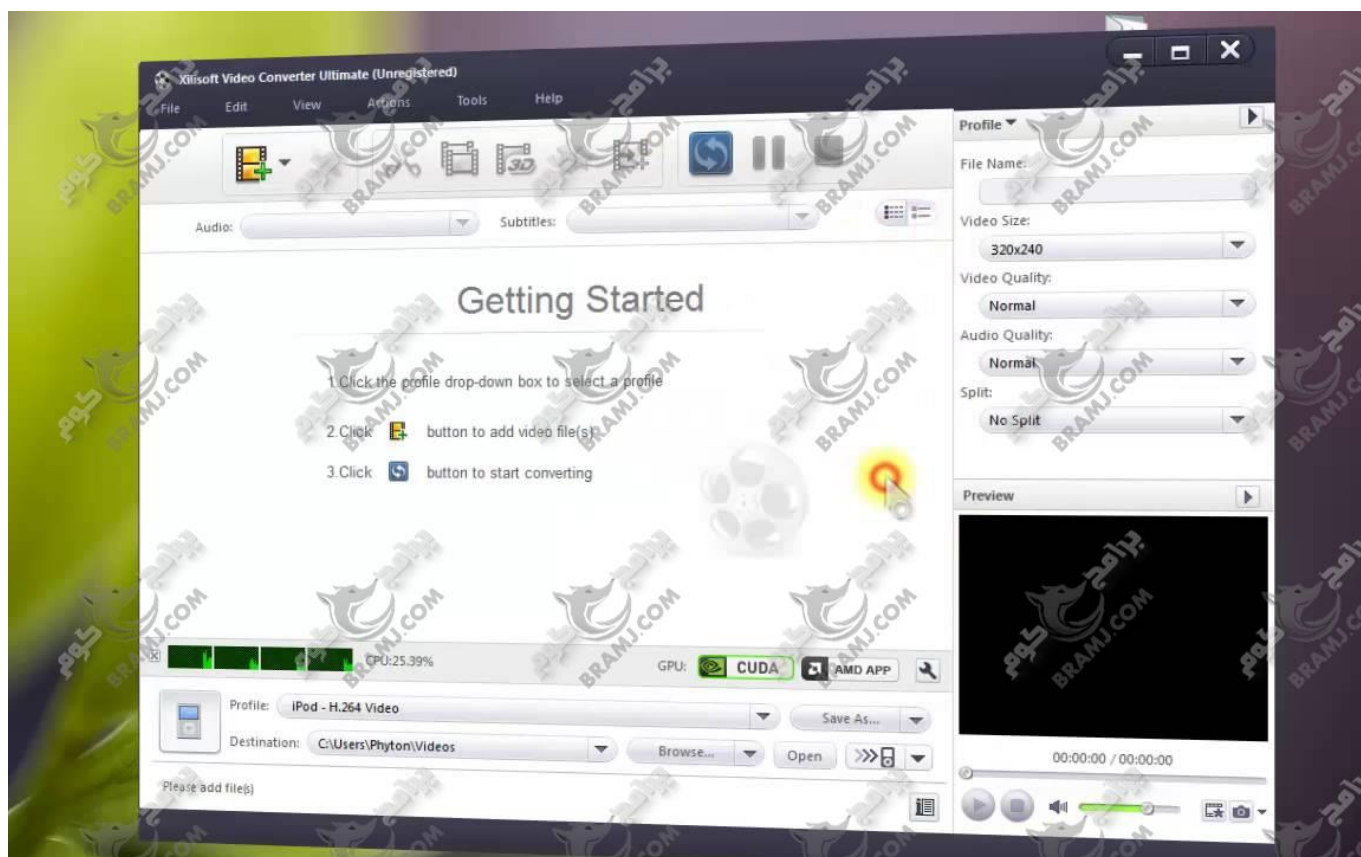 Xilisoft Video Converter Ultimate (Unregistered)
File Edit View Actions Tools Help
3D
Audio:
Subtitles:
Getting Started
1.Click the profile drop-down box to select a profile
2.Click button to add video file(s)
3.Click button to start converting
CPU:25.39%
GPU: CUDA AMD APP
Profile: iPod - H.264 Video
Save As...
Destination: C:\Users\Phyton\Videos
Browse...
Open
Please add file(s)
Profile
File Name:
Video Size:
320x240
Video Quality:
Normal
Audio Quality:
Normal
Split:
No Split
Preview
00:00:00 / 00:00:00
برامج كوم
BRAMJ.COM